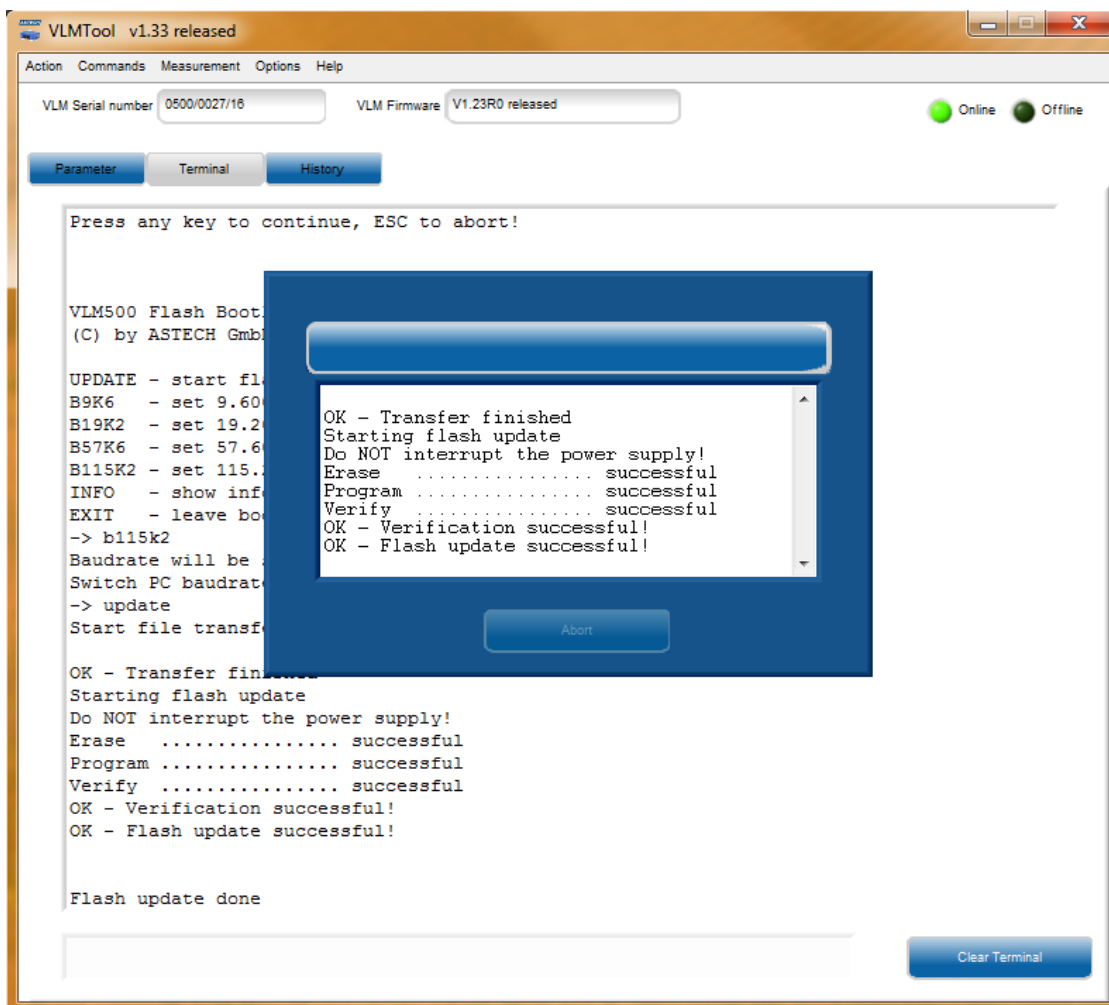 VLMTool v1.33 released
Action Commands Measurement Options Help
VLM Serial number 0500/0027/16 VLM Firmware V1.23R0 released Online Offline
Parameter Terminal History
Press any key to continue, ESC to abort!
VLM500 Flash Boot
(C) by ASTECH Gmb
UPDATE - start fl
B9K6 - set 9.60
B19K2 - set 19.2
B57K6 - set 57.6
B115K2 - set 115.
INFO - show inf
EXIT - leave bo
-> b115k2
Baudrate will be
Switch PC baudrat
-> update
Start file transf
OK - Transfer fin
Starting flash update
Do NOT interrupt the power supply!
Erase ................ successful
Program ................ successful
Verify ................ successful
OK - Verification successful!
OK - Flash update successful!
Flash update done
OK - Transfer finished
Starting flash update
Do NOT interrupt the power supply!
Erase ................ successful
Program ................ successful
Verify ................ successful
OK - Verification successful!
OK - Flash update successful!
Abort
Clear Terminal